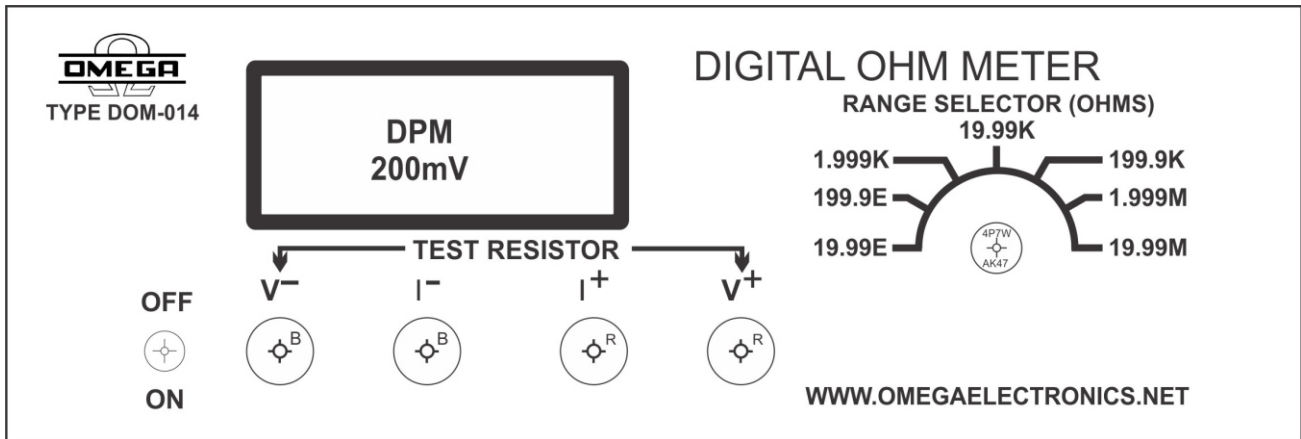 OMEGA
TYPE DOM-014
DPM
200mV
DIGITAL OHM METER
RANGE SELECTOR (OHMS)
19.99K
1.999K 199.9K
199.9E 1.999M
19.99E 19.99M
4P7W
AK47
TEST RESISTOR
V− I− I+ V+
OFF
B B R R
ON
WWW.OMEGAELECTRONICS.NET